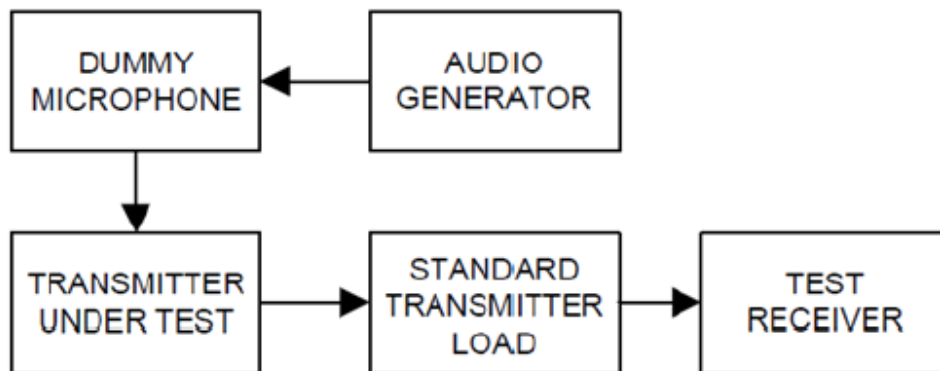 DUMMY
MICROPHONE
AUDIO
GENERATOR
TRANSMITTER
UNDER TEST
STANDARD
TRANSMITTER
LOAD
TEST
RECEIVER